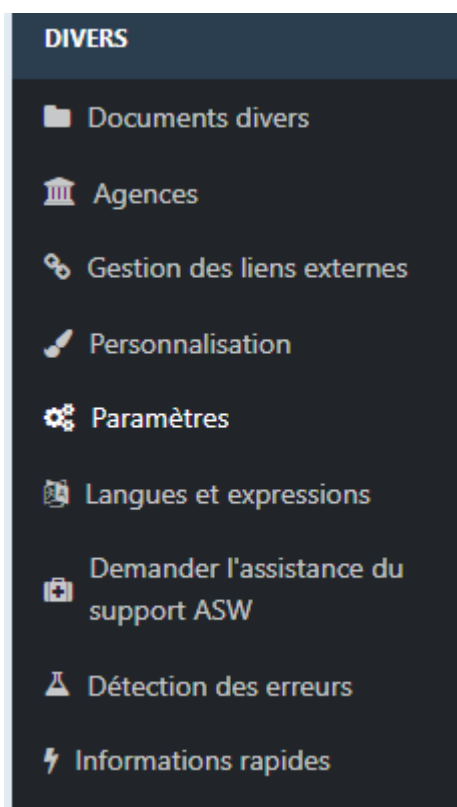 DIVERS
Documents divers
Agences
Gestion des liens externes
Personnalisation
Paramètres
Langues et expressions
Demander l'assistance du
support ASW
Détection des erreurs
Informations rapides